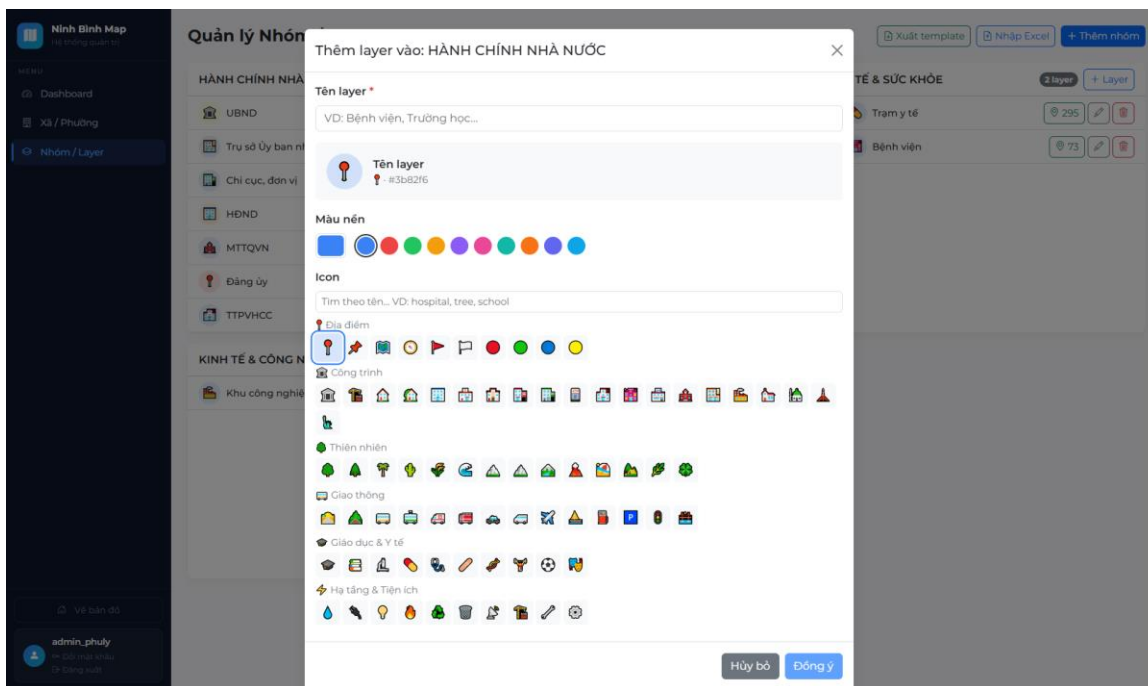 Ninh Bình Map
Hệ thống quản trị
MENU
Dashboard
Xã / Phường
Nhóm / Layer
Về bản đồ
admin_phuly
Đổi mật khẩu
Đăng xuất
Quản lý Nhóm
Xuất template
Nhập Excel
+ Thêm nhóm
HÀNH CHÍNH NHÀ
UBND
Trụ sở Ủy ban
Chi cục, đơn vị
HĐND
MTTQVN
Đảng ủy
TTPVHCC
KINH TẾ & CÔNG N
Khu công nghiệ
TẾ & SỨC KHỎE
2 layer
+ Layer
Trạm y tế
295
Bệnh viện
73
Thêm layer vào: HÀNH CHÍNH NHÀ NƯỚC
Tên layer *
VD: Bệnh viện, Trường học...
Tên layer
- #3b82f6
Màu nền
Icon
Tìm theo tên... VD: hospital, tree, school
Địa điểm
Công trình
Thiên nhiên
Giao thông
Giáo dục & Y tế
Hạ tầng & Tiện ích
Hủy bỏ
Đồng ý